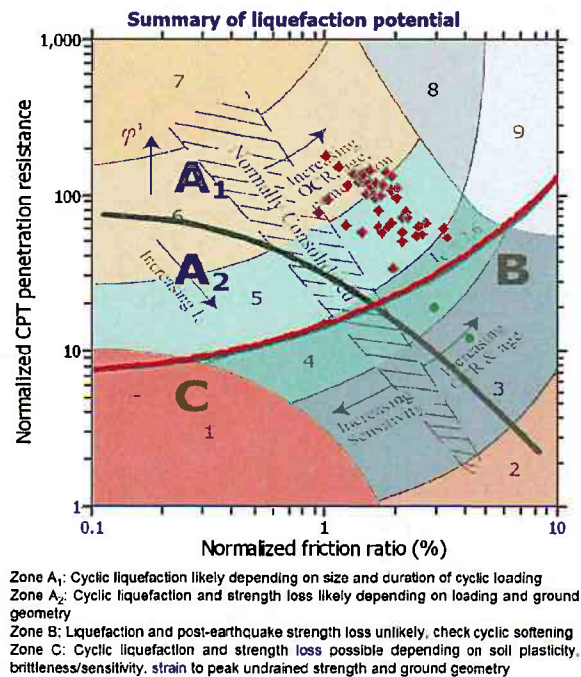 Summary of liquefaction potential
Normalized CPT penetration resistance
1,000
100
10
1
0.1
1
10
Normalized friction ratio (%)
7
8
9
φ'
A1
6
Normally Consolidated
Increasing
OCR & age
A2
Increasing Ic
5
B
4
C
1
Increasing
Sensitivity
Increasing
OCR & age
3
2
Zone A1: Cyclic liquefaction likely depending on size and duration of cyclic loading
Zone A2: Cyclic liquefaction and strength loss likely depending on loading and ground
geometry
Zone B: Liquefaction and post-earthquake strength loss unlikely, check cyclic softening
Zone C: Cyclic liquefaction and strength loss possible depending on soil plasticity,
brittleness/sensitivity, strain to peak undrained strength and ground geometry